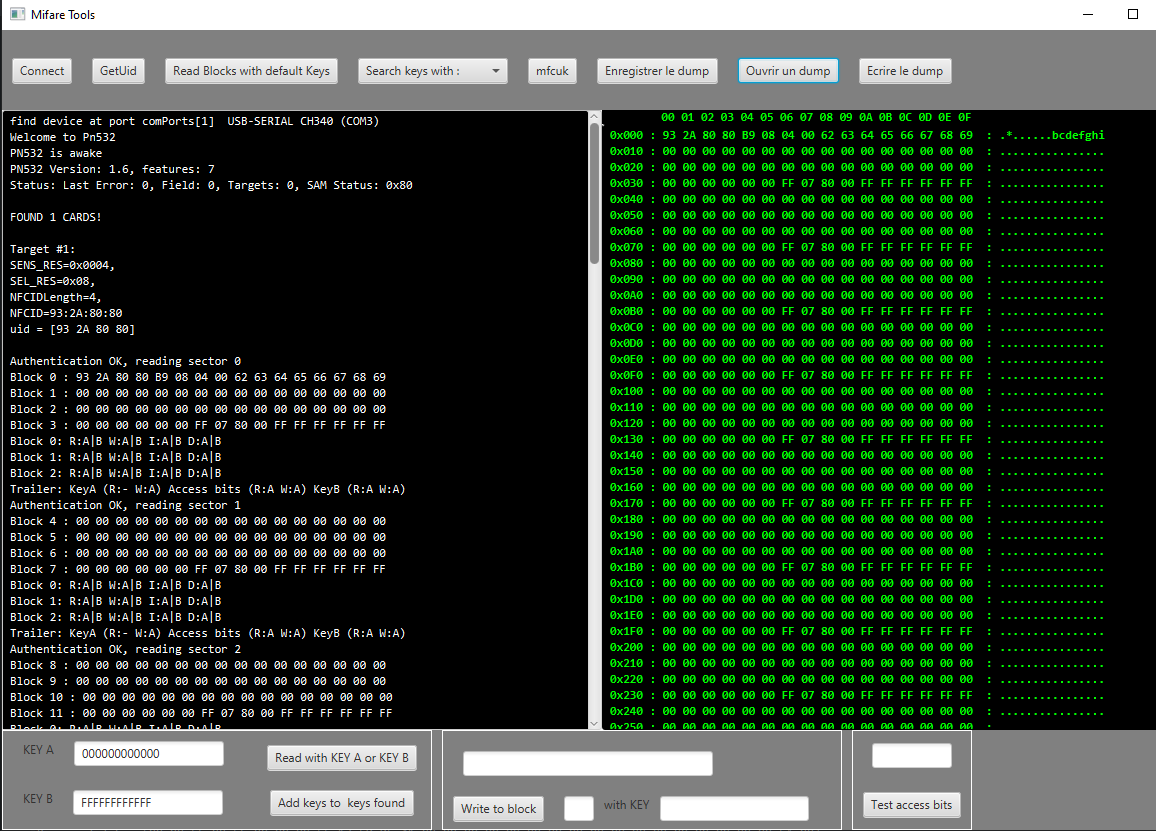 Mifare Tools
Connect
GetUid
Read Blocks with default Keys
Search keys with :
mfcuk
Enregistrer le dump
Ouvrir un dump
Ecrire le dump
find device at port comPorts[1]  USB-SERIAL CH340 (COM3)
Welcome to Pn532
PN532 is awake
PN532 Version: 1.6, features: 7
Status: Last Error: 0, Field: 0, Targets: 0, SAM Status: 0x80
FOUND 1 CARDS!
Target #1:
SENS_RES=0x0004,
SEL_RES=0x08,
NFCIDLength=4,
NFCID=93:2A:80:80
uid = [93 2A 80 80]
Authentication OK, reading sector 0
Block 0 : 93 2A 80 80 B9 08 04 00 62 63 64 65 66 67 68 69
Block 1 : 00 00 00 00 00 00 00 00 00 00 00 00 00 00 00 00
Block 2 : 00 00 00 00 00 00 00 00 00 00 00 00 00 00 00 00
Block 3 : 00 00 00 00 00 00 FF 07 80 00 FF FF FF FF FF FF
Block 0: R:A|B W:A|B I:A|B D:A|B
Block 1: R:A|B W:A|B I:A|B D:A|B
Block 2: R:A|B W:A|B I:A|B D:A|B
Trailer: KeyA (R:- W:A) Access bits (R:A W:A) KeyB (R:A W:A)
Authentication OK, reading sector 1
Block 4 : 00 00 00 00 00 00 00 00 00 00 00 00 00 00 00 00
Block 5 : 00 00 00 00 00 00 00 00 00 00 00 00 00 00 00 00
Block 6 : 00 00 00 00 00 00 00 00 00 00 00 00 00 00 00 00
Block 7 : 00 00 00 00 00 00 FF 07 80 00 FF FF FF FF FF FF
Block 0: R:A|B W:A|B I:A|B D:A|B
Block 1: R:A|B W:A|B I:A|B D:A|B
Block 2: R:A|B W:A|B I:A|B D:A|B
Trailer: KeyA (R:- W:A) Access bits (R:A W:A) KeyB (R:A W:A)
Authentication OK, reading sector 2
Block 8 : 00 00 00 00 00 00 00 00 00 00 00 00 00 00 00 00
Block 9 : 00 00 00 00 00 00 00 00 00 00 00 00 00 00 00 00
Block 10 : 00 00 00 00 00 00 00 00 00 00 00 00 00 00 00 00
Block 11 : 00 00 00 00 00 00 FF 07 80 00 FF FF FF FF FF FF
Block 0: R:A|B W:A|B I:A|B D:A|B
00 01 02 03 04 05 06 07 08 09 0A 0B 0C 0D 0E 0F
0x000 : 93 2A 80 80 B9 08 04 00 62 63 64 65 66 67 68 69  : .*......bcdefghi
0x010 : 00 00 00 00 00 00 00 00 00 00 00 00 00 00 00 00  : ................
0x020 : 00 00 00 00 00 00 00 00 00 00 00 00 00 00 00 00  : ................
0x030 : 00 00 00 00 00 00 FF 07 80 00 FF FF FF FF FF FF  : ................
0x040 : 00 00 00 00 00 00 00 00 00 00 00 00 00 00 00 00  : ................
0x050 : 00 00 00 00 00 00 00 00 00 00 00 00 00 00 00 00  : ................
0x060 : 00 00 00 00 00 00 00 00 00 00 00 00 00 00 00 00  : ................
0x070 : 00 00 00 00 00 00 FF 07 80 00 FF FF FF FF FF FF  : ................
0x080 : 00 00 00 00 00 00 00 00 00 00 00 00 00 00 00 00  : ................
0x090 : 00 00 00 00 00 00 00 00 00 00 00 00 00 00 00 00  : ................
0x0A0 : 00 00 00 00 00 00 00 00 00 00 00 00 00 00 00 00  : ................
0x0B0 : 00 00 00 00 00 00 FF 07 80 00 FF FF FF FF FF FF  : ................
0x0C0 : 00 00 00 00 00 00 00 00 00 00 00 00 00 00 00 00  : ................
0x0D0 : 00 00 00 00 00 00 00 00 00 00 00 00 00 00 00 00  : ................
0x0E0 : 00 00 00 00 00 00 00 00 00 00 00 00 00 00 00 00  : ................
0x0F0 : 00 00 00 00 00 00 FF 07 80 00 FF FF FF FF FF FF  : ................
0x100 : 00 00 00 00 00 00 00 00 00 00 00 00 00 00 00 00  : ................
0x110 : 00 00 00 00 00 00 00 00 00 00 00 00 00 00 00 00  : ................
0x120 : 00 00 00 00 00 00 00 00 00 00 00 00 00 00 00 00  : ................
0x130 : 00 00 00 00 00 00 FF 07 80 00 FF FF FF FF FF FF  : ................
0x140 : 00 00 00 00 00 00 00 00 00 00 00 00 00 00 00 00  : ................
0x150 : 00 00 00 00 00 00 00 00 00 00 00 00 00 00 00 00  : ................
0x160 : 00 00 00 00 00 00 00 00 00 00 00 00 00 00 00 00  : ................
0x170 : 00 00 00 00 00 00 FF 07 80 00 FF FF FF FF FF FF  : ................
0x180 : 00 00 00 00 00 00 00 00 00 00 00 00 00 00 00 00  : ................
0x190 : 00 00 00 00 00 00 00 00 00 00 00 00 00 00 00 00  : ................
0x1A0 : 00 00 00 00 00 00 00 00 00 00 00 00 00 00 00 00  : ................
0x1B0 : 00 00 00 00 00 00 FF 07 80 00 FF FF FF FF FF FF  : ................
0x1C0 : 00 00 00 00 00 00 00 00 00 00 00 00 00 00 00 00  : ................
0x1D0 : 00 00 00 00 00 00 00 00 00 00 00 00 00 00 00 00  : ................
0x1E0 : 00 00 00 00 00 00 00 00 00 00 00 00 00 00 00 00  : ................
0x1F0 : 00 00 00 00 00 00 FF 07 80 00 FF FF FF FF FF FF  : ................
0x200 : 00 00 00 00 00 00 00 00 00 00 00 00 00 00 00 00  : ................
0x210 : 00 00 00 00 00 00 00 00 00 00 00 00 00 00 00 00  : ................
0x220 : 00 00 00 00 00 00 00 00 00 00 00 00 00 00 00 00  : ................
0x230 : 00 00 00 00 00 00 FF 07 80 00 FF FF FF FF FF FF  : ................
0x240 : 00 00 00 00 00 00 00 00 00 00 00 00 00 00 00 00  : ................
0x250 : 00 00 00 00 00 00 00 00 00 00 00 00 00 00 00 00  : ................
KEY A
000000000000
Read with KEY A or KEY B
KEY B
FFFFFFFFFFFF
Add keys to  keys found
Write to block
with KEY
Test access bits